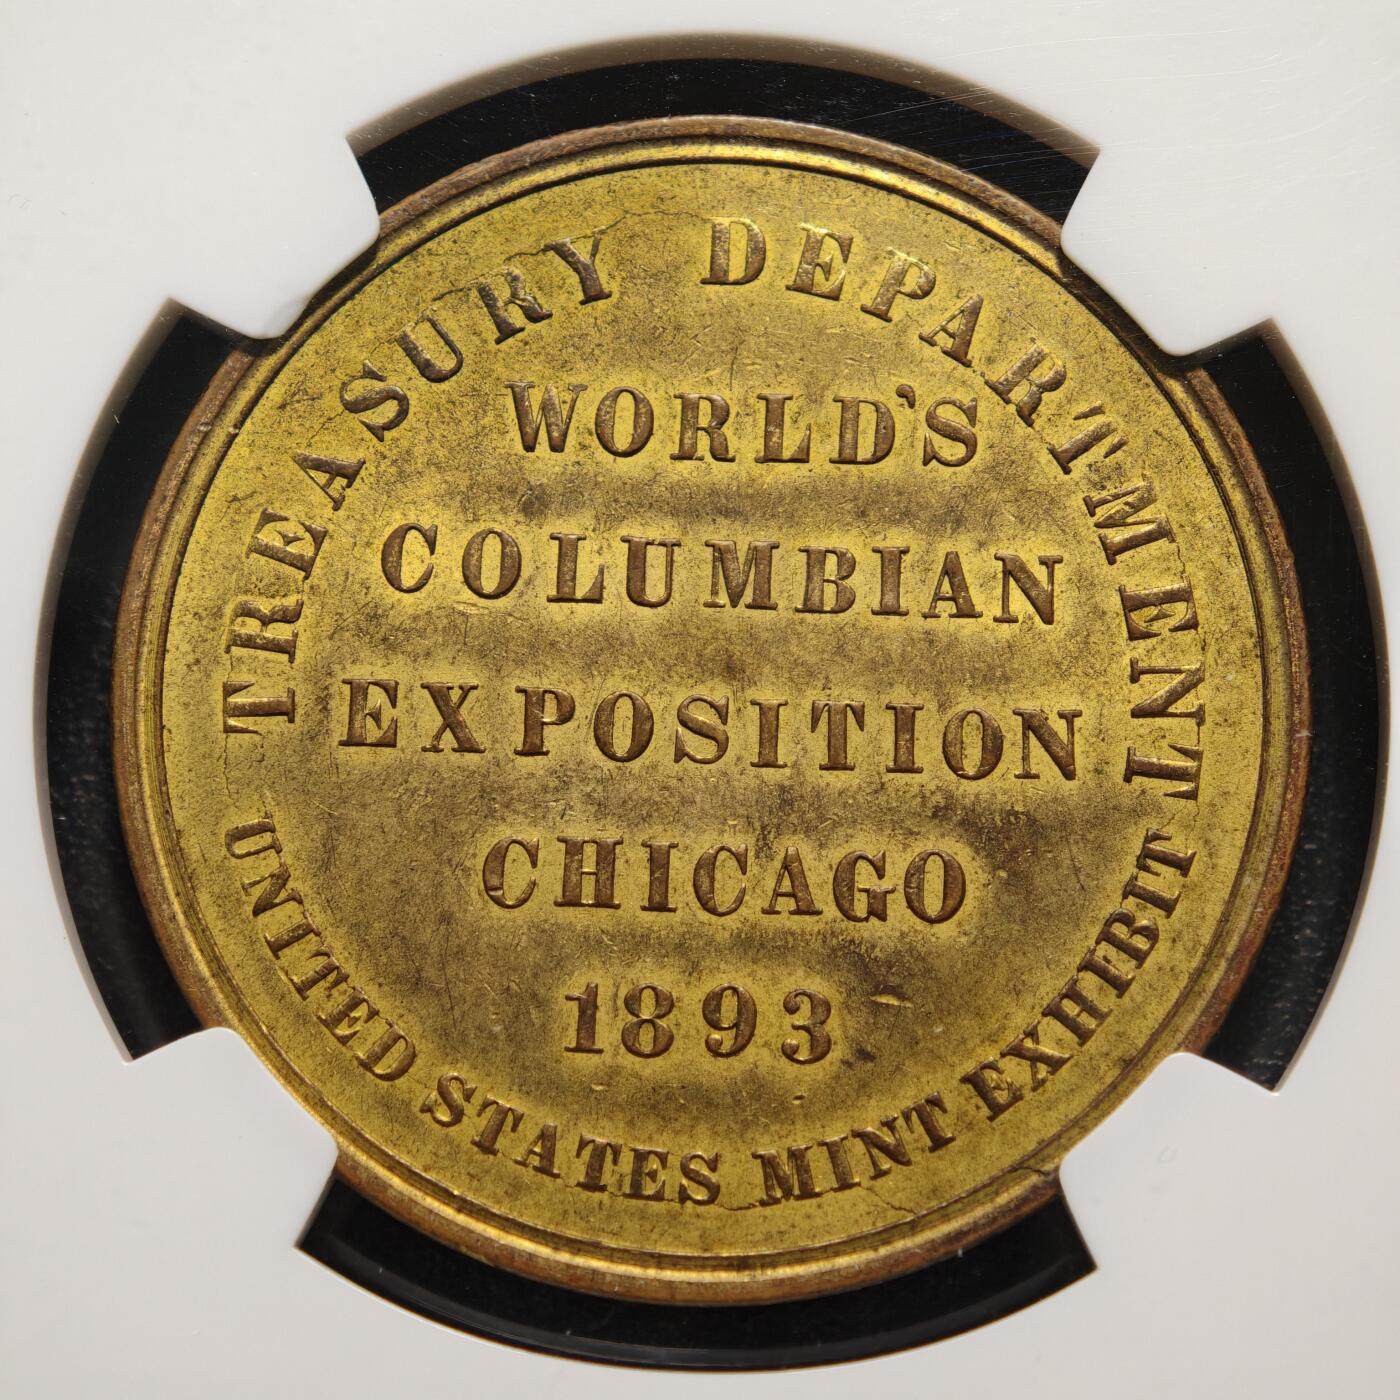 TREASURY DEPARTMENT
WORLD'S
COLUMBIAN
EXPOSITION
CHICAGO
1893
UNITED STATES MINT EXHIBIT